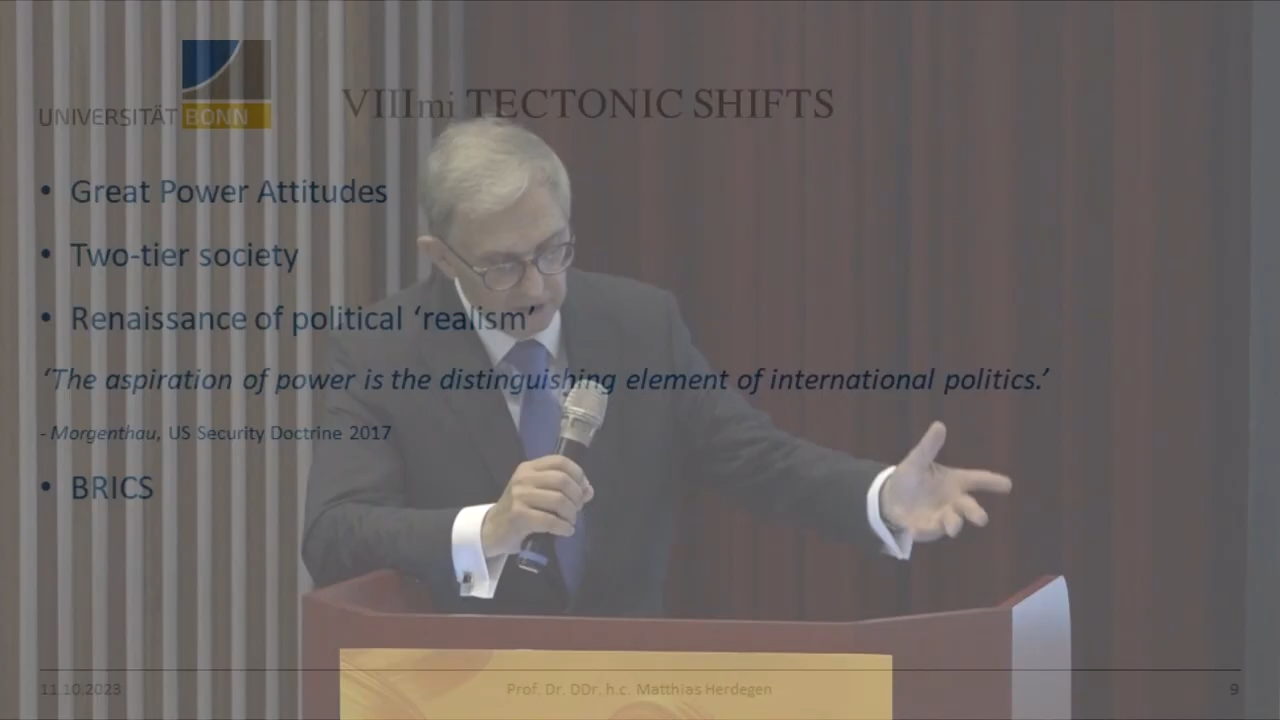 UNIVERSITÄT BONN
VIIImi TECTONIC SHIFTS
• Great Power Attitudes
• Two-tier society
• Renaissance of political ‘realism’
‘The aspiration of power is the distinguishing element of international politics.’
- Morgenthau, US Security Doctrine 2017
• BRICS
11.10.2023
Prof. Dr. DDr. h.c. Matthias Herdegen
9